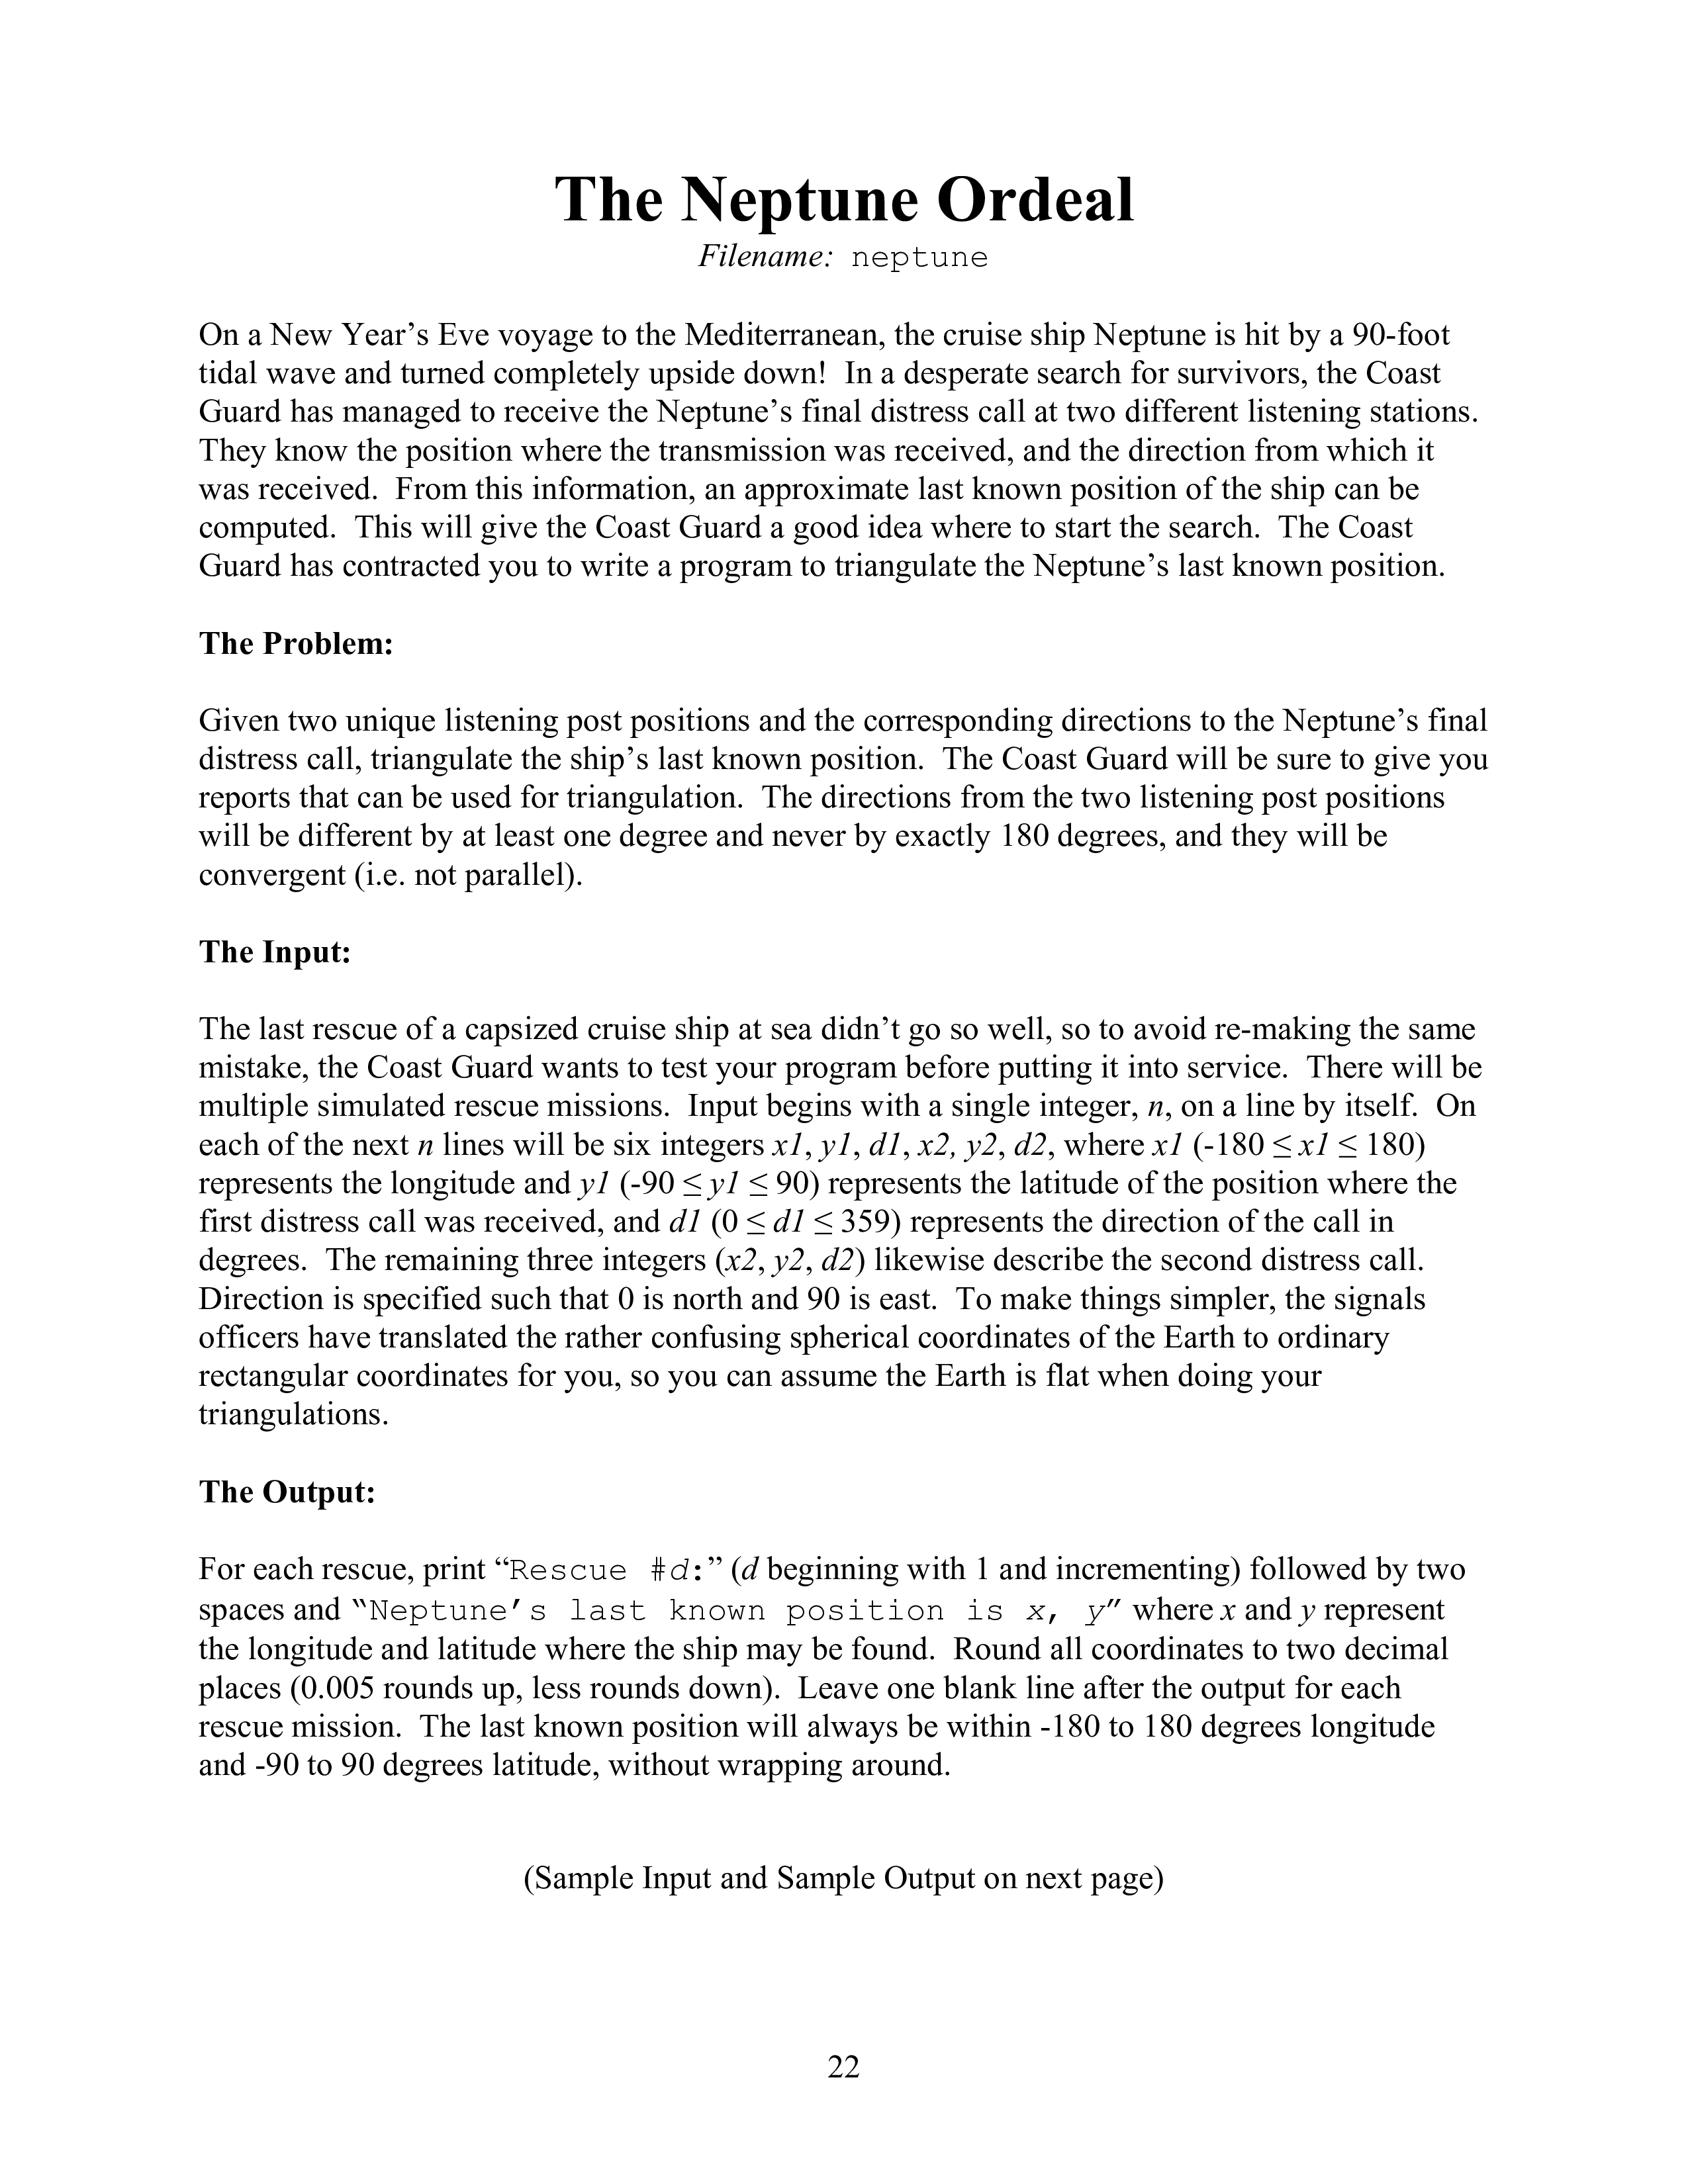 The Neptune Ordeal
Filename: neptune
On a New Year’s Eve voyage to the Mediterranean, the cruise ship Neptune is hit by a 90-foot
tidal wave and turned completely upside down!  In a desperate search for survivors, the Coast
Guard has managed to receive the Neptune’s final distress call at two different listening stations.
They know the position where the transmission was received, and the direction from which it
was received.  From this information, an approximate last known position of the ship can be
computed.  This will give the Coast Guard a good idea where to start the search.  The Coast
Guard has contracted you to write a program to triangulate the Neptune’s last known position.
The Problem:
Given two unique listening post positions and the corresponding directions to the Neptune’s final
distress call, triangulate the ship’s last known position.  The Coast Guard will be sure to give you
reports that can be used for triangulation.  The directions from the two listening post positions
will be different by at least one degree and never by exactly 180 degrees, and they will be
convergent (i.e. not parallel).
The Input:
The last rescue of a capsized cruise ship at sea didn’t go so well, so to avoid re-making the same
mistake, the Coast Guard wants to test your program before putting it into service.  There will be
multiple simulated rescue missions.  Input begins with a single integer, n, on a line by itself.  On
each of the next n lines will be six integers x1, y1, d1, x2, y2, d2, where x1 (-180 ≤ x1 ≤ 180)
represents the longitude and y1 (-90 ≤ y1 ≤ 90) represents the latitude of the position where the
first distress call was received, and d1 (0 ≤ d1 ≤ 359) represents the direction of the call in
degrees.  The remaining three integers (x2, y2, d2) likewise describe the second distress call.
Direction is specified such that 0 is north and 90 is east.  To make things simpler, the signals
officers have translated the rather confusing spherical coordinates of the Earth to ordinary
rectangular coordinates for you, so you can assume the Earth is flat when doing your
triangulations.
The Output:
For each rescue, print “Rescue #d:” (d beginning with 1 and incrementing) followed by two
spaces and “Neptune’s last known position is x, y” where x and y represent
the longitude and latitude where the ship may be found.  Round all coordinates to two decimal
places (0.005 rounds up, less rounds down).  Leave one blank line after the output for each
rescue mission.  The last known position will always be within -180 to 180 degrees longitude
and -90 to 90 degrees latitude, without wrapping around.
(Sample Input and Sample Output on next page)
22